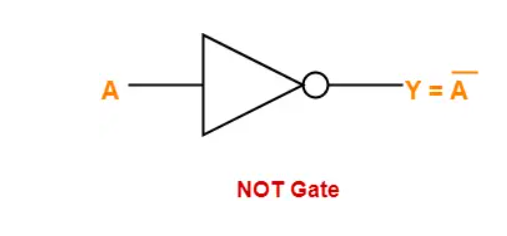 A Y = A̅
NOT Gate